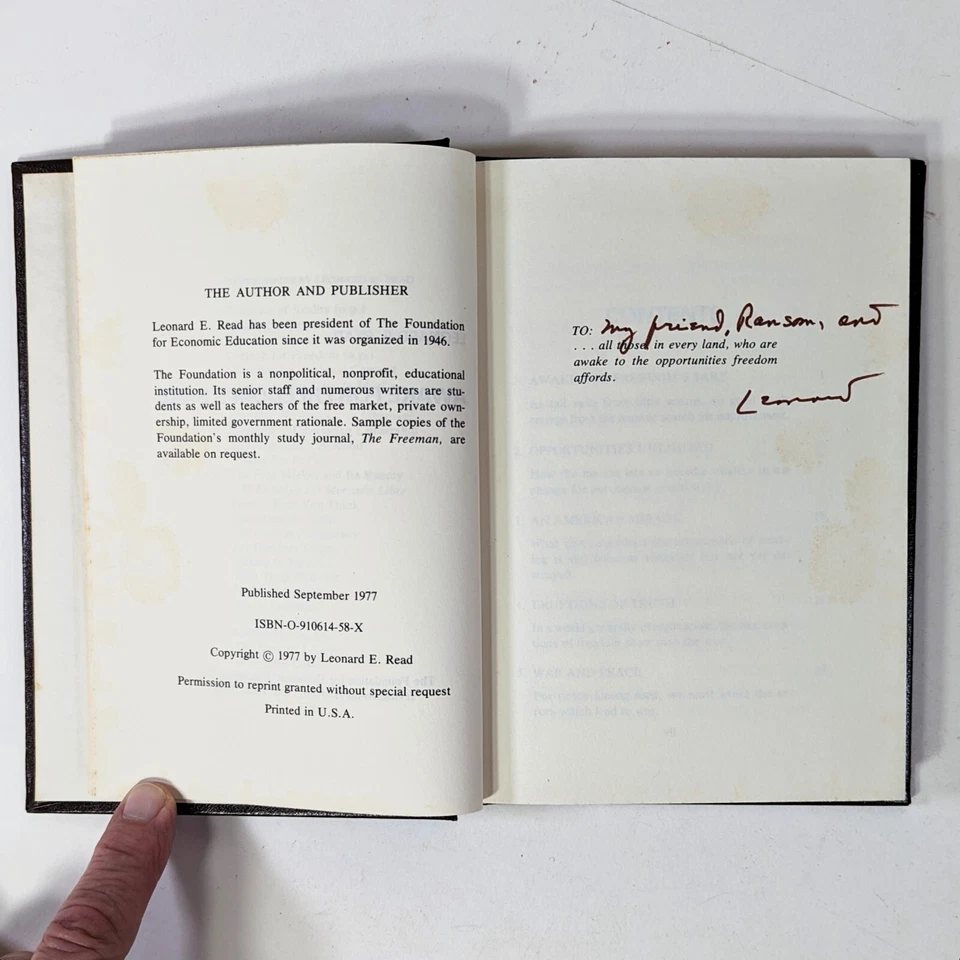 THE AUTHOR AND PUBLISHER
Leonard E. Read has been president of The Foundation
for Economic Education since it was organized in 1946.
The Foundation is a nonpolitical, nonprofit, educational
institution. Its senior staff and numerous writers are stu-
dents as well as teachers of the free market, private own-
ership, limited government rationale. Sample copies of the
Foundation's monthly study journal, The Freeman, are
available on request.
Published September 1977
ISBN-O-910614-58-X
Copyright © 1977 by Leonard E. Read
Permission to reprint granted without special request
Printed in U.S.A.
TO: my friend, Ransom, and
. . . all those in every land, who are
awake to the opportunities freedom
affords.
Leonard